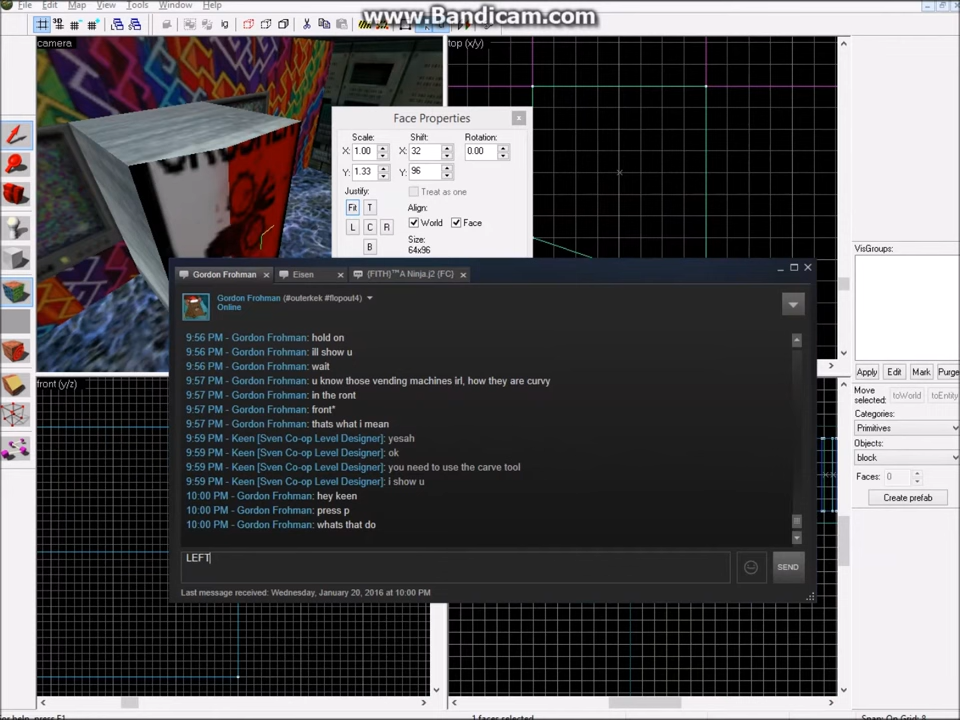 www.Bandicam.com
File Edit Map View Tools Window Help
camera
top (x/y)
Face Properties
Scale: Shift: Rotation:
X: 1.00 X: 32 0.00
Y: 1.33 Y: 96
Justify: Treat as one
Fit T Align:
L C R World Face
B Size:
64x96
VisGroups:
Apply Edit Mark Purge
Move selected: toWorld toEntity
Categories:
Primitives
Objects:
block
Faces: 0
Create prefab
front (y/z)
Gordon Frohman Eisen {FITH}™A Ninja.j2 {FC}
Gordon Frohman (#outerkek #flopout4)
Online
9:56 PM - Gordon Frohman: hold on
9:56 PM - Gordon Frohman: ill show u
9:56 PM - Gordon Frohman: wait
9:57 PM - Gordon Frohman: u know those vending machines irl, how they are curvy
9:57 PM - Gordon Frohman: in the ront
9:57 PM - Gordon Frohman: front*
9:57 PM - Gordon Frohman: thats what i mean
9:59 PM - Keen [Sven Co-op Level Designer]: yesah
9:59 PM - Keen [Sven Co-op Level Designer]: ok
9:59 PM - Keen [Sven Co-op Level Designer]: you need to use the carve tool
9:59 PM - Keen [Sven Co-op Level Designer]: i show u
10:00 PM - Gordon Frohman: hey keen
10:00 PM - Gordon Frohman: press p
10:00 PM - Gordon Frohman: whats that do
LEFT
SEND
Last message received: Wednesday, January 20, 2016 at 10:00 PM
For help, press F1
1 faces selected
Snap: On Grid: 8